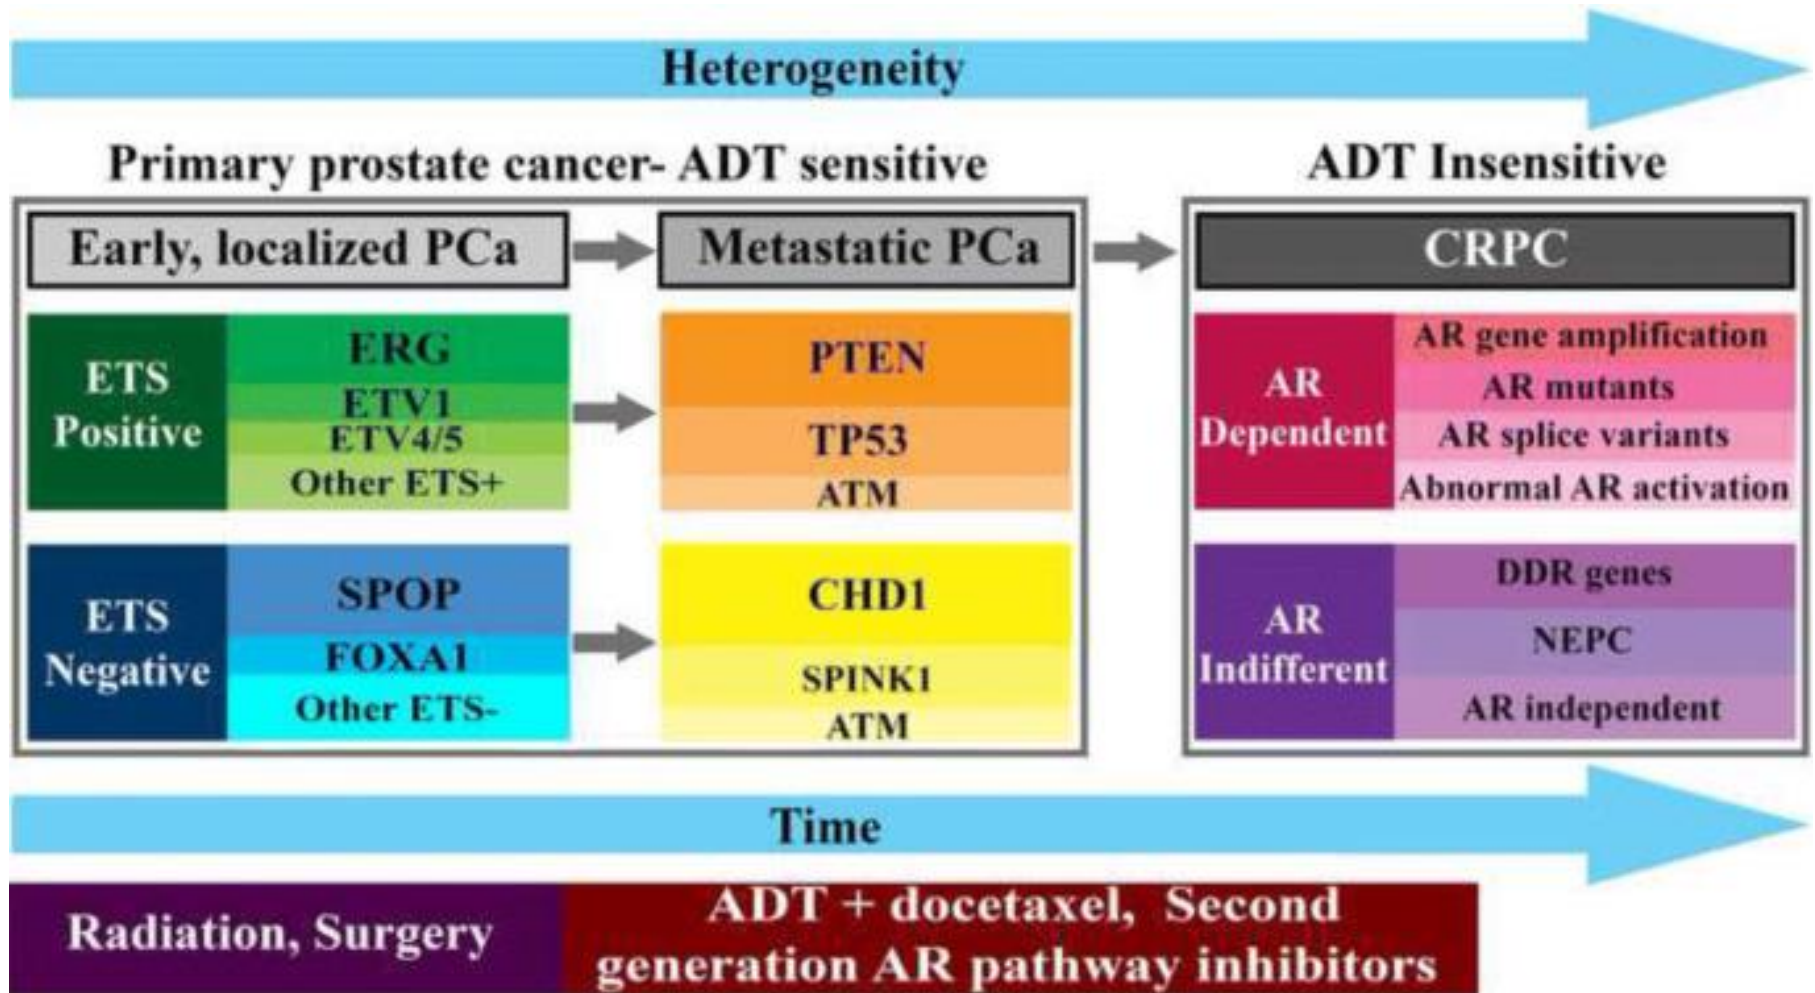 Heterogeneity
Primary prostate cancer- ADT sensitive
ADT Insensitive
Early, localized PCa
Metastatic PCa
CRPC
ETS
Positive
ERG
ETV1
ETV4/5
Other ETS+
PTEN
TP53
ATM
AR
Dependent
AR gene amplification
AR mutants
AR splice variants
Abnormal AR activation
ETS
Negative
SPOP
FOXA1
Other ETS-
CHD1
SPINK1
ATM
AR
Indifferent
DDR genes
NEPC
AR independent
Time
Radiation, Surgery
ADT + docetaxel, Second
generation AR pathway inhibitors